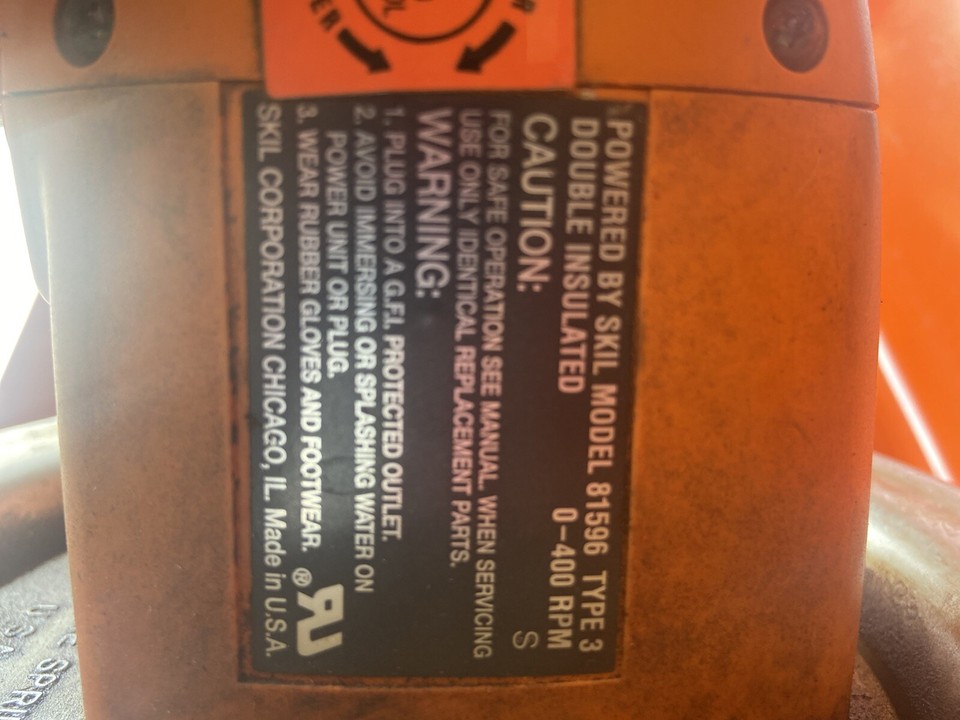 POWERED BY SKIL MODEL 81596 TYPE 3
DOUBLE INSULATED 0-400 RPM
CAUTION: S
FOR SAFE OPERATION SEE MANUAL. WHEN SERVICING
USE ONLY IDENTICAL REPLACEMENT PARTS.
WARNING:
1. PLUG INTO A G.F.I. PROTECTED OUTLET.
2. AVOID IMMERSING OR SPLASHING WATER ON
POWER UNIT OR PLUG.
3. WEAR RUBBER GLOVES AND FOOTWEAR. ®
SKIL CORPORATION CHICAGO, IL. Made in U.S.A.